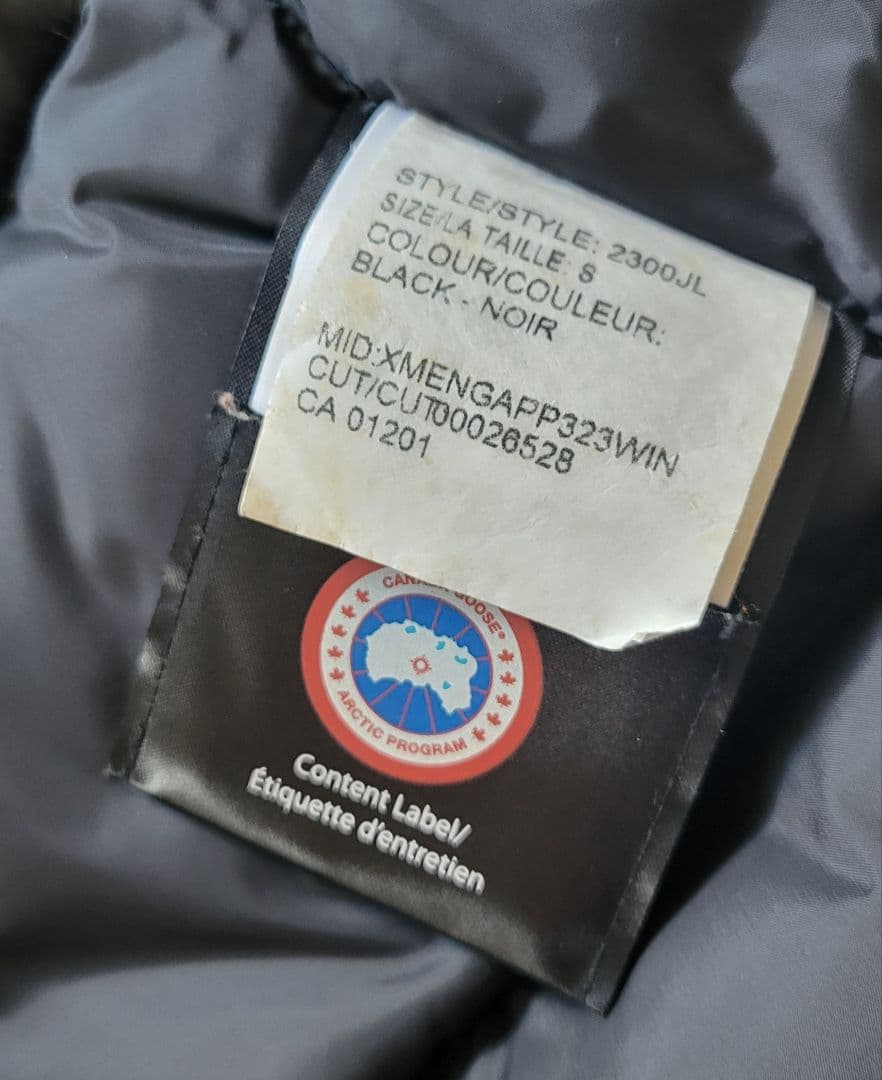 STYLE/STYLE: 2300JL
SIZE/LA TAILLE: S
COLOUR/COULEUR:
BLACK - NOIR
MID:XMENGAPP323WIN
CUT/CUT00026528
CA 01201
CANADA GOOSE®
ARCTIC PROGRAM
Content Label/
Étiquette d'entretien